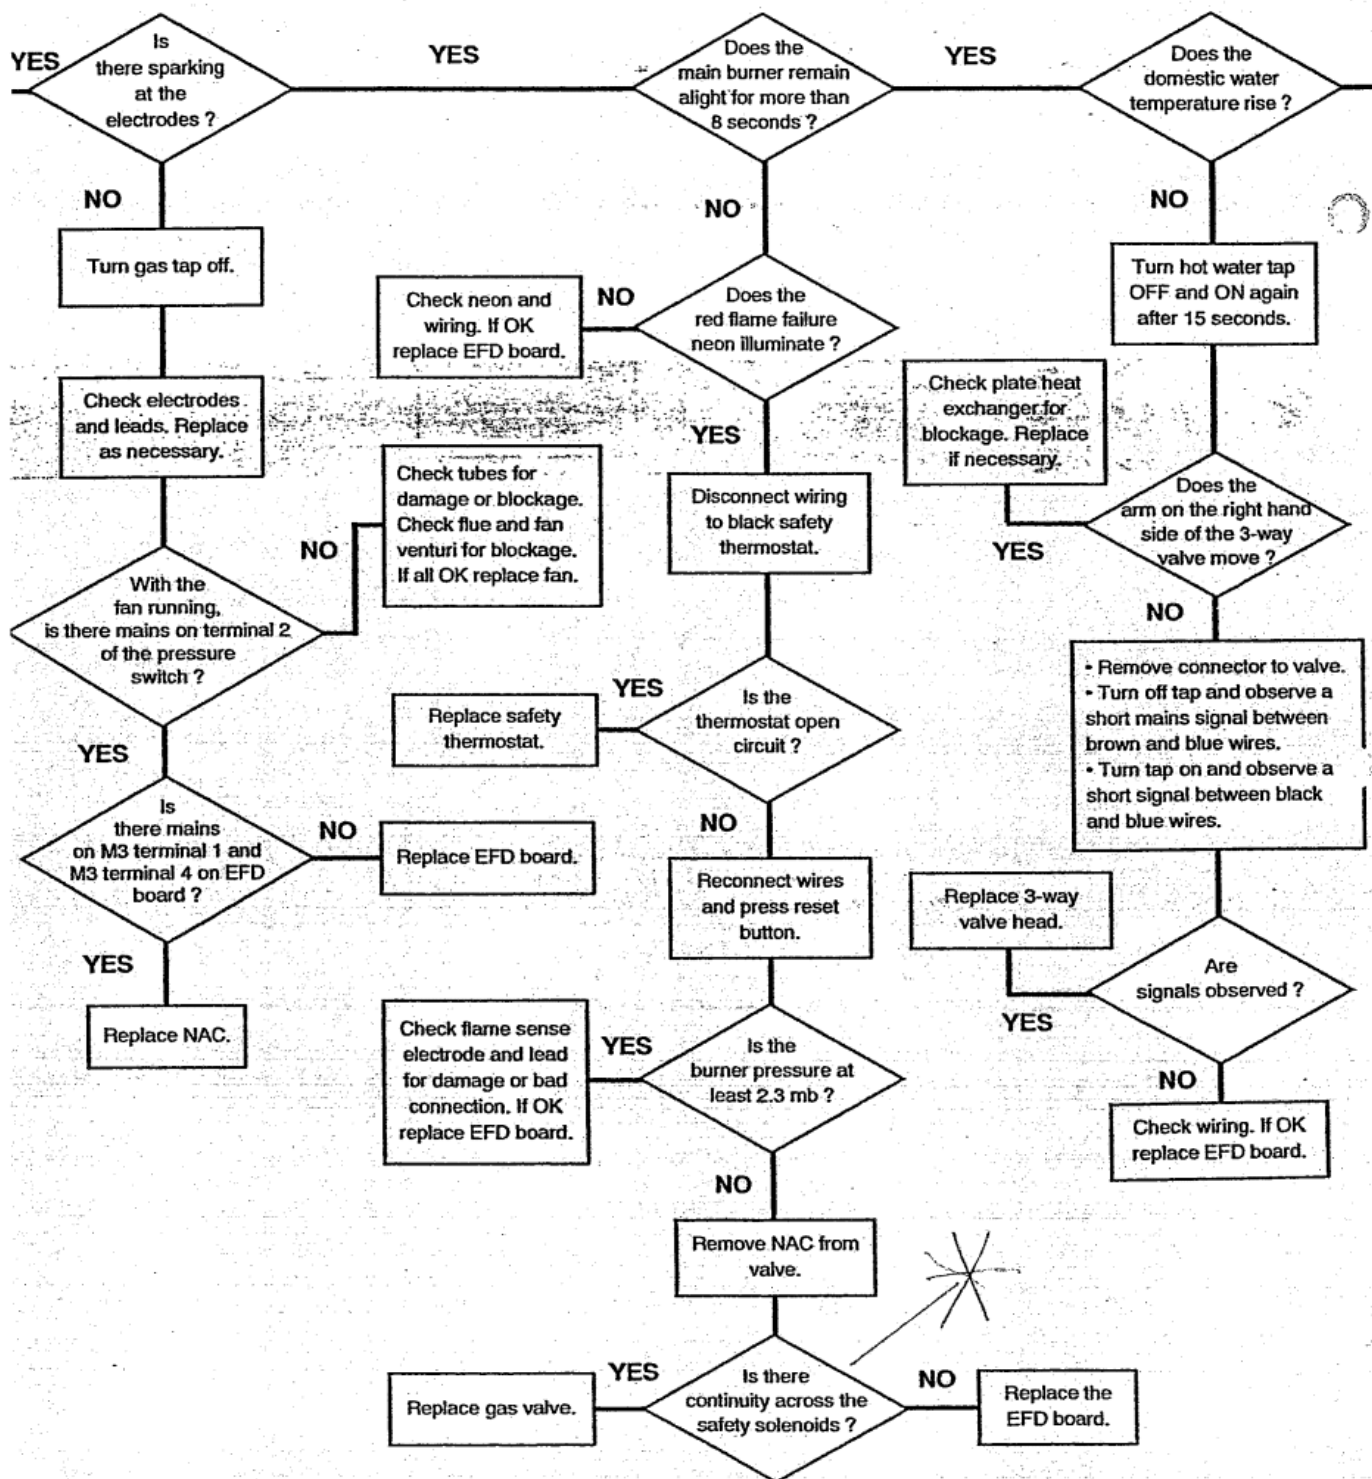 YES
Is
there sparking
at the
electrodes ?
YES
Does the
main burner remain
alight for more than
8 seconds ?
YES
Does the
domestic water
temperature rise ?
NO
Turn gas tap off.
Check electrodes
and leads. Replace
as necessary.
With the
fan running,
is there mains on terminal 2
of the pressure
switch ?
NO
Check tubes for
damage or blockage.
Check flue and fan
venturi for blockage.
If all OK replace fan.
YES
Is
there mains
on M3 terminal 1 and
M3 terminal 4 on EFD
board ?
NO
Replace EFD board.
YES
Replace NAC.
NO
Does the
red flame failure
neon illuminate ?
NO
Check neon and
wiring. If OK
replace EFD board.
YES
Disconnect wiring
to black safety
thermostat.
Is the
thermostat open
circuit ?
YES
Replace safety
thermostat.
NO
Reconnect wires
and press reset
button.
Is the
burner pressure at
least 2.3 mb ?
YES
Check flame sense
electrode and lead
for damage or bad
connection. If OK
replace EFD board.
NO
Remove NAC from
valve.
Is there
continuity across the
safety solenoids ?
YES
Replace gas valve.
NO
Replace the
EFD board.
NO
Turn hot water tap
OFF and ON again
after 15 seconds.
Does the
arm on the right hand
side of the 3-way
valve move ?
YES
Check plate heat
exchanger for
blockage. Replace
if necessary.
NO
• Remove connector to valve.
• Turn off tap and observe a
short mains signal between
brown and blue wires.
• Turn tap on and observe a
short signal between black
and blue wires.
Are
signals observed ?
YES
Replace 3-way
valve head.
NO
Check wiring. If OK
replace EFD board.